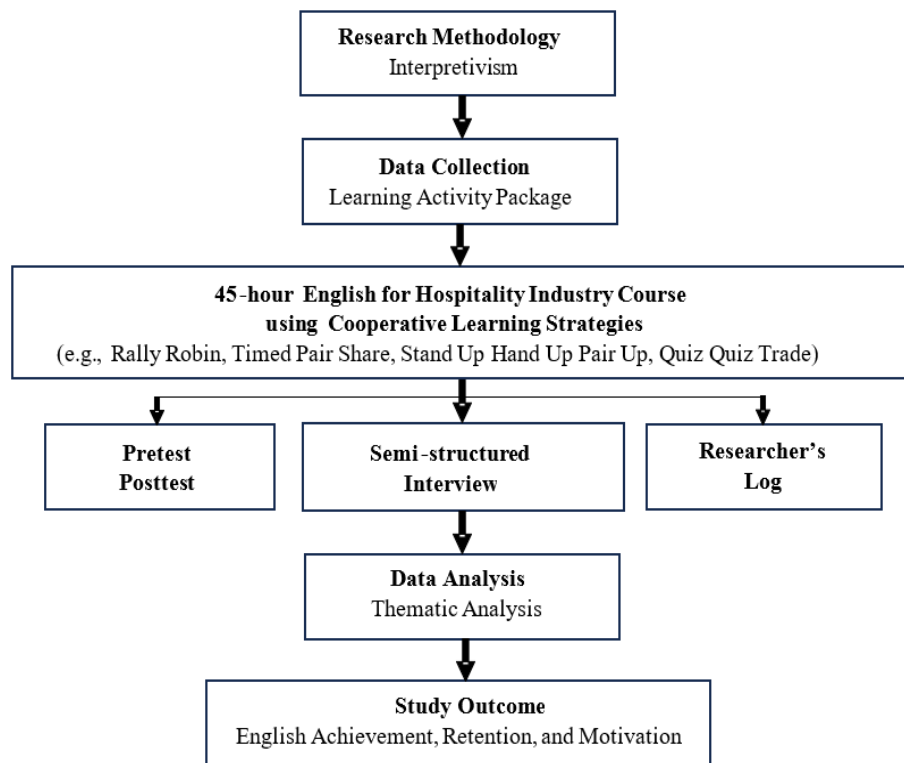 Research Methodology
Interpretivism
Data Collection
Learning Activity Package
45-hour English for Hospitality Industry Course
using Cooperative Learning Strategies
(e.g., Rally Robin, Timed Pair Share, Stand Up Hand Up Pair Up, Quiz Quiz Trade)
Pretest
Posttest
Semi-structured
Interview
Researcher's
Log
Data Analysis
Thematic Analysis
Study Outcome
English Achievement, Retention, and Motivation